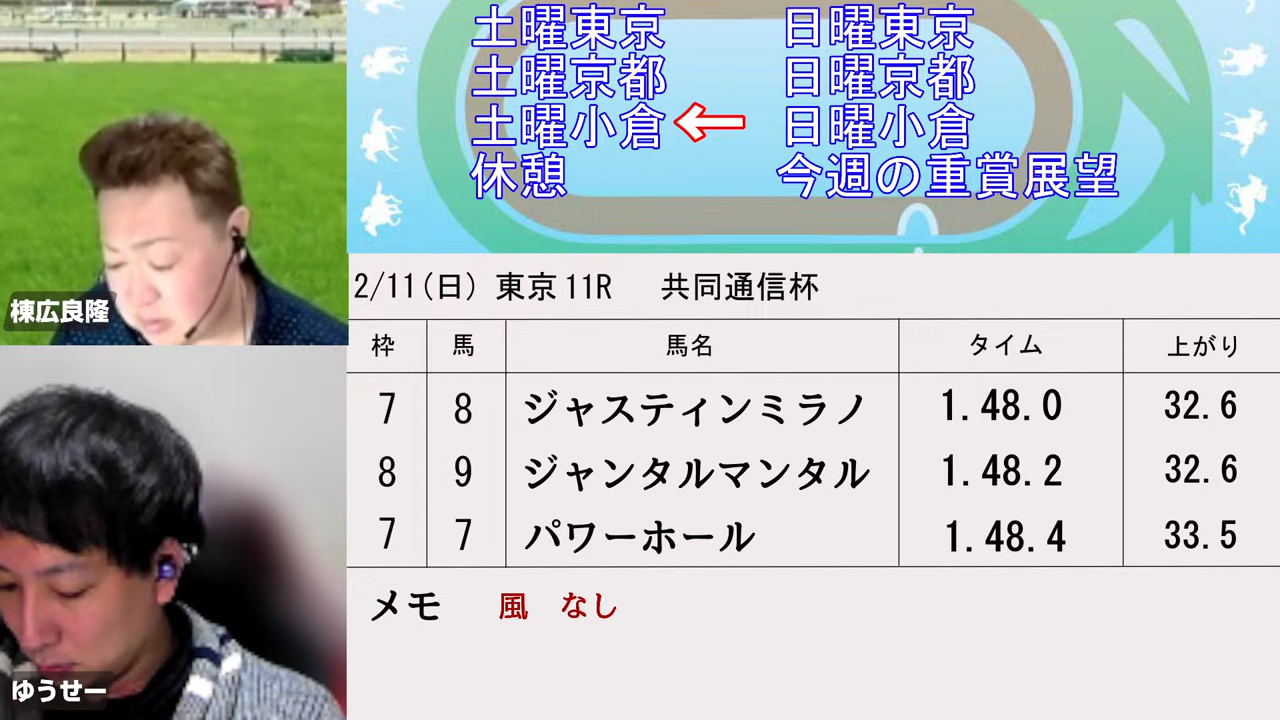 土曜東京 日曜東京
土曜京都 日曜京都
土曜小倉 日曜小倉
休憩 今週の重賞展望
棟広良隆
2/11(日) 東京11R 共同通信杯
枠 馬 馬名 タイム 上がり
7 8 ジャスティンミラノ 1.48.0 32.6
8 9 ジャンタルマンタル 1.48.2 32.6
7 7 パワーホール 1.48.4 33.5
メモ 風 なし
ゆうせー